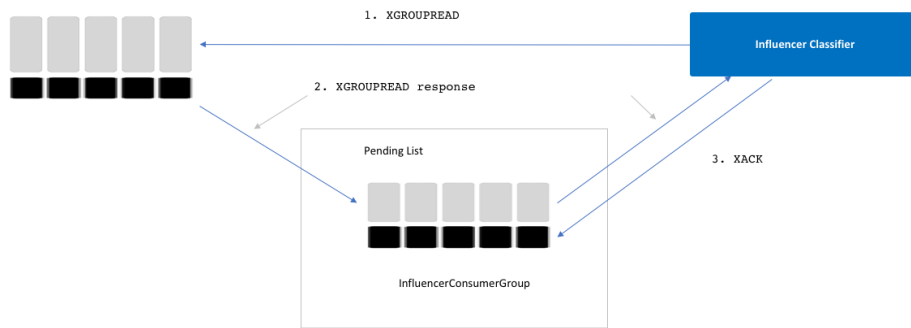 1. XGROUPREAD
Influencer Classifier
2. XGROUPREAD response
Pending List
3. XACK
InfluencerConsumerGroup